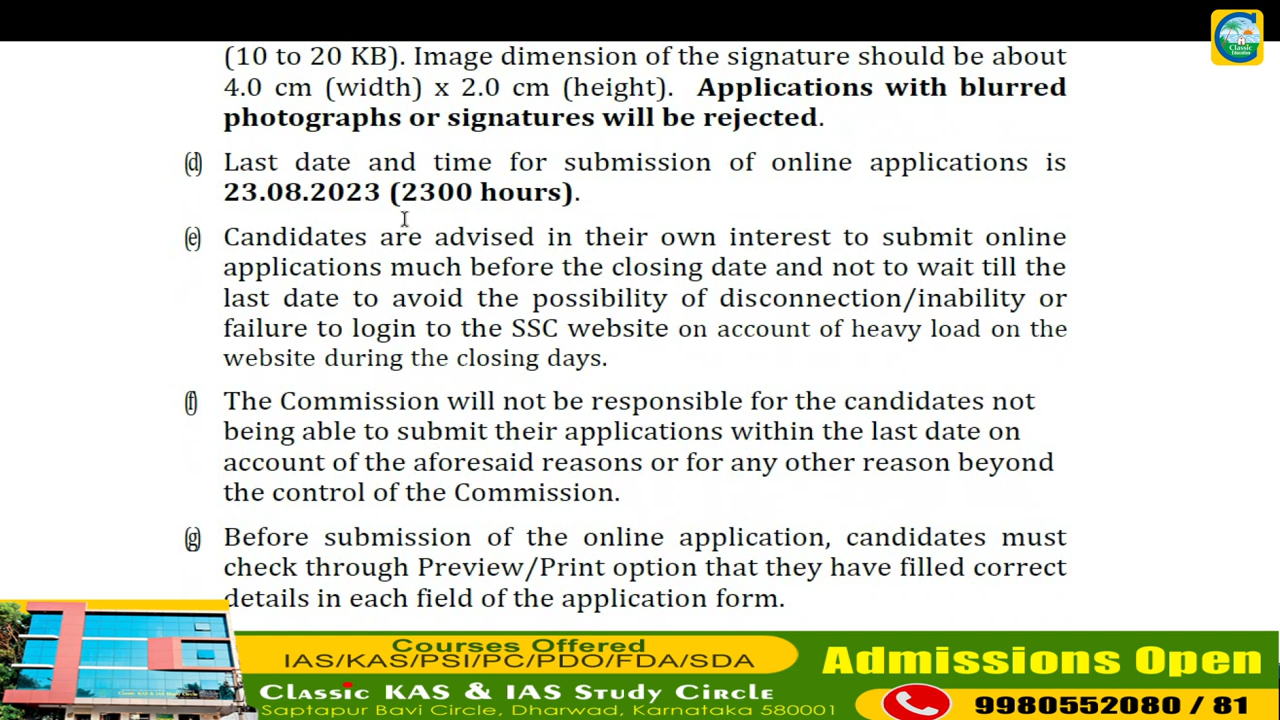 Classic
Education
(10 to 20 KB). Image dimension of the signature should be about
4.0 cm (width) x 2.0 cm (height). Applications with blurred
photographs or signatures will be rejected.
(d) Last date and time for submission of online applications is
23.08.2023 (2300 hours).
(e) Candidates are advised in their own interest to submit online
applications much before the closing date and not to wait till the
last date to avoid the possibility of disconnection/inability or
failure to login to the SSC website on account of heavy load on the
website during the closing days.
(f) The Commission will not be responsible for the candidates not
being able to submit their applications within the last date on
account of the aforesaid reasons or for any other reason beyond
the control of the Commission.
(g) Before submission of the online application, candidates must
check through Preview/Print option that they have filled correct
details in each field of the application form.
Courses Offered
IAS/KAS/PSI/PC/PDO/FDA/SDA
Classic KAS & IAS Study Circle
Saptapur Bavi Circle, Dharwad, Karnataka 580001
Admissions Open
9980552080 / 81